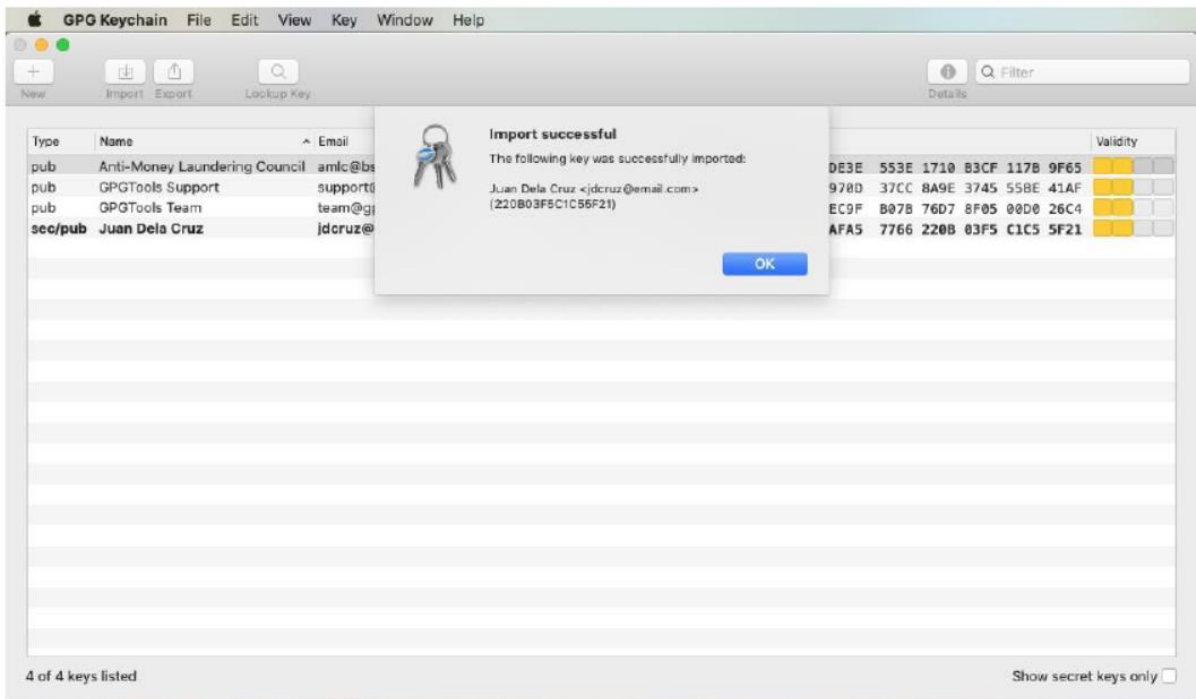 GPG Keychain File Edit View Key Window Help
New Import Export Lookup Key Details
Filter
Type Name Email Validity
pub Anti-Money Laundering Council amlc@bs DE3E 553E 1710 B3CF 117B 9F65
pub GPGTools Support support@ 970D 37CC 8A9E 3745 558E 41AF
pub GPGTools Team team@gp EC9F B07B 76D7 8F05 00D0 26C4
sec/pub Juan Dela Cruz jdcruz@ AFA5 7766 220B 03F5 C1C5 5F21
Import successful
The following key was successfully imported:
Juan Dela Cruz <jdcruz@email.com>
(220B03F5C1C55F21)
OK
4 of 4 keys listed
Show secret keys only